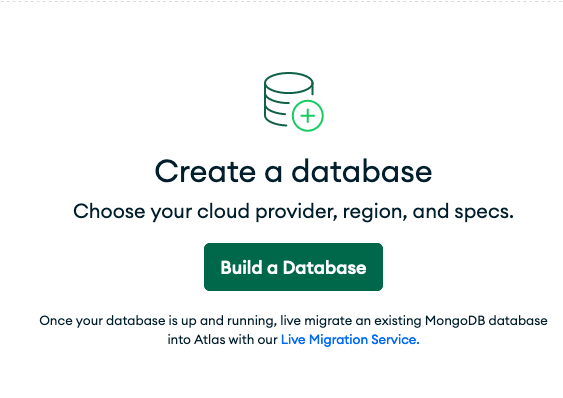 Create a database
Choose your cloud provider, region, and specs.
Build a Database
Once your database is up and running, live migrate an existing MongoDB database
into Atlas with our Live Migration Service.